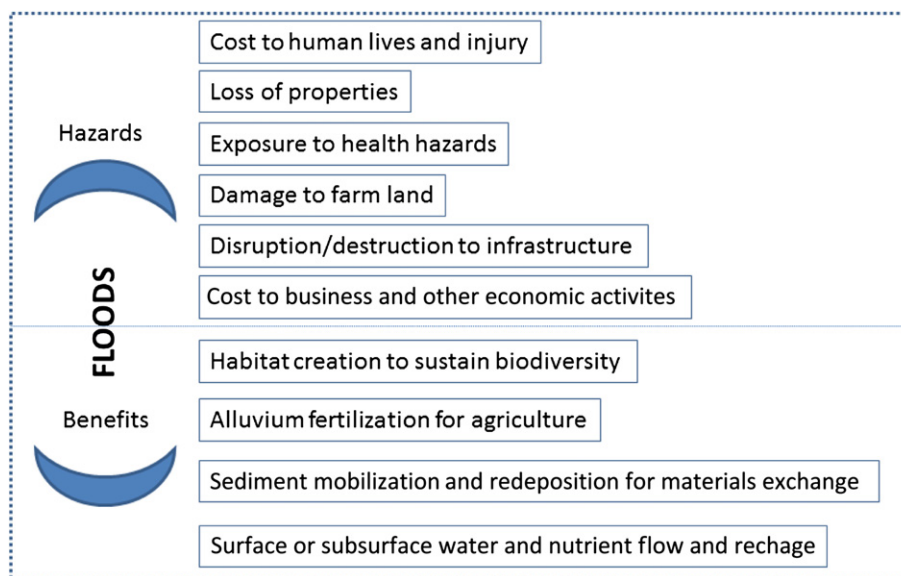 Cost to human lives and injury
Loss of properties
Hazards
Exposure to health hazards
Damage to farm land
Disruption/destruction to infrastructure
Cost to business and other economic activites
FLOODS
Habitat creation to sustain biodiversity
Benefits
Alluvium fertilization for agriculture
Sediment mobilization and redeposition for materials exchange
Surface or subsurface water and nutrient flow and rechage